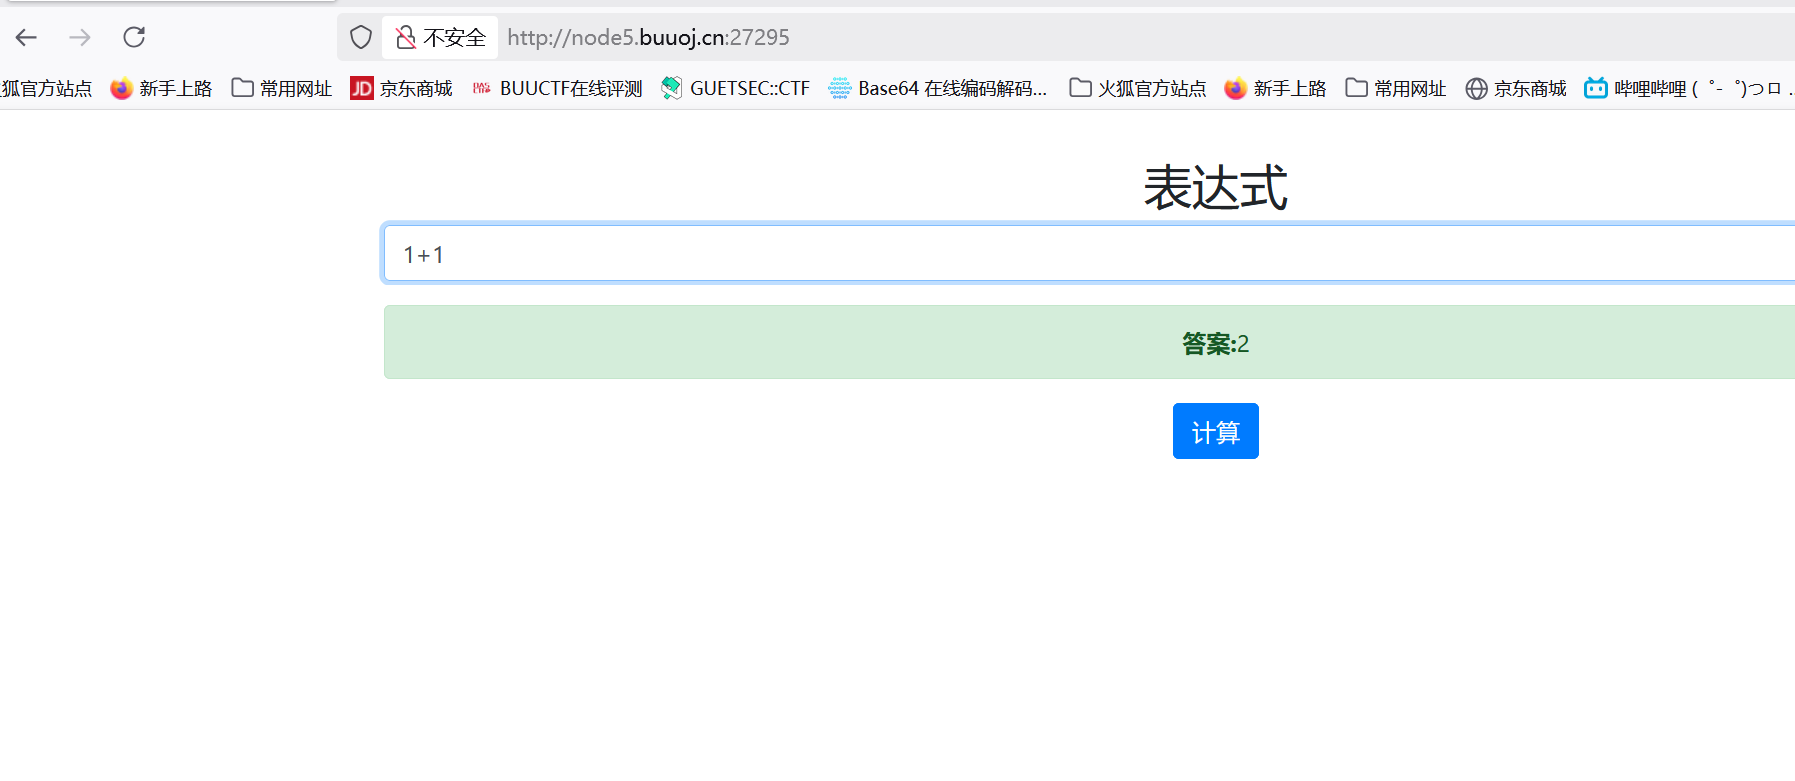 不安全 http://node5.buuoj.cn:27295
狐官方站点 新手上路 常用网址 JD 京东商城 BUUCTF在线评测 GUETSEC::CTF Base64 在线编码解码... 火狐官方站点 新手上路 常用网址 京东商城 哔哩哔哩 ( ゜- ゜)つロ ..
表达式
1+1
答案:2
计算